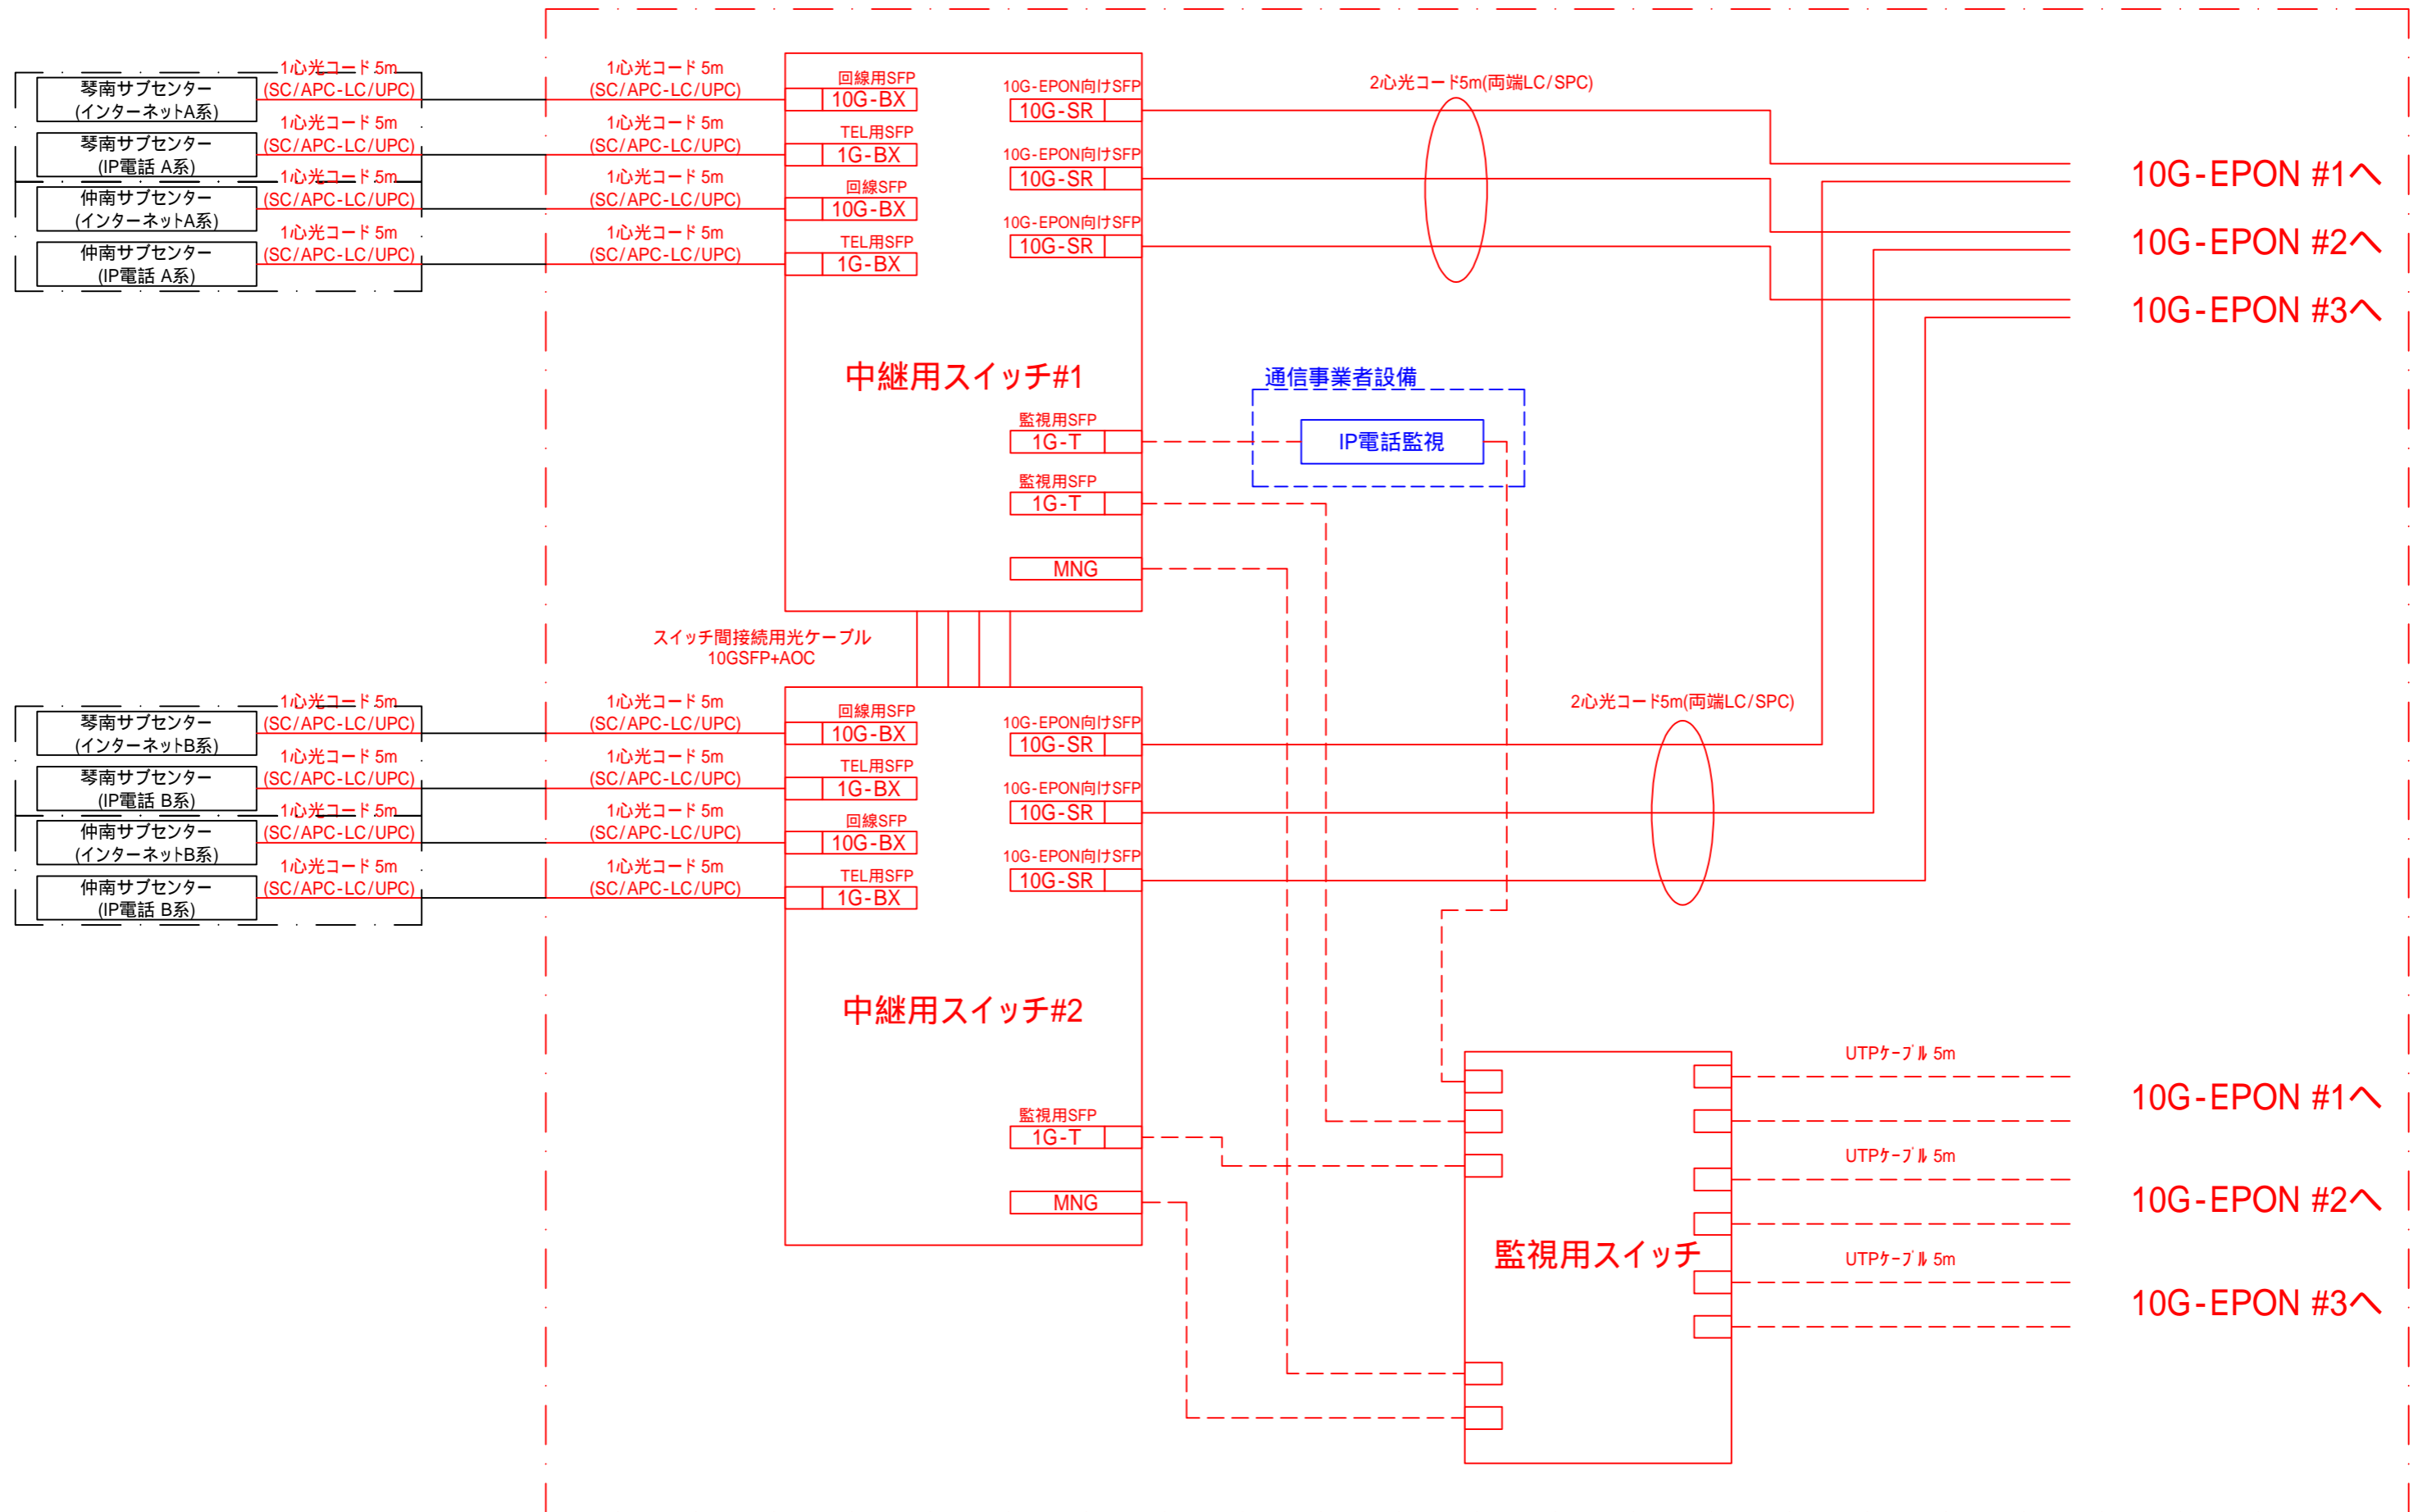 1心光コード 5m
(SC/APC-LC/UPC)
琴南サブセンター
(インターネットA系)
1心光コード 5m
(SC/APC-LC/UPC)
琴南サブセンター
(IP電話 A系)
1心光コード 5m
(SC/APC-LC/UPC)
仲南サブセンター
(インターネットA系)
1心光コード 5m
(SC/APC-LC/UPC)
仲南サブセンター
(IP電話 A系)
1心光コード 5m
(SC/APC-LC/UPC)
1心光コード 5m
(SC/APC-LC/UPC)
1心光コード 5m
(SC/APC-LC/UPC)
1心光コード 5m
(SC/APC-LC/UPC)
回線用SFP
10G-BX
TEL用SFP
1G-BX
回線SFP
10G-BX
TEL用SFP
1G-BX
10G-EPON向けSFP
10G-SR
10G-EPON向けSFP
10G-SR
10G-EPON向けSFP
10G-SR
中継用スイッチ#1
監視用SFP
1G-T
監視用SFP
1G-T
MNG
2心光コード5m(両端LC/SPC)
10G-EPON #1へ
10G-EPON #2へ
10G-EPON #3へ
通信事業者設備
IP電話監視
スイッチ間接続用光ケーブル
10GSFP+AOC
1心光コード 5m
(SC/APC-LC/UPC)
琴南サブセンター
(インターネットB系)
1心光コード 5m
(SC/APC-LC/UPC)
琴南サブセンター
(IP電話 B系)
1心光コード 5m
(SC/APC-LC/UPC)
仲南サブセンター
(インターネットB系)
1心光コード 5m
(SC/APC-LC/UPC)
仲南サブセンター
(IP電話 B系)
1心光コード 5m
(SC/APC-LC/UPC)
1心光コード 5m
(SC/APC-LC/UPC)
1心光コード 5m
(SC/APC-LC/UPC)
1心光コード 5m
(SC/APC-LC/UPC)
回線用SFP
10G-BX
TEL用SFP
1G-BX
回線SFP
10G-BX
TEL用SFP
1G-BX
10G-EPON向けSFP
10G-SR
10G-EPON向けSFP
10G-SR
10G-EPON向けSFP
10G-SR
2心光コード5m(両端LC/SPC)
中継用スイッチ#2
監視用SFP
1G-T
MNG
監視用スイッチ
UTPｹｰﾌﾞﾙ 5m
10G-EPON #1へ
UTPｹｰﾌﾞﾙ 5m
10G-EPON #2へ
UTPｹｰﾌﾞﾙ 5m
10G-EPON #3へ